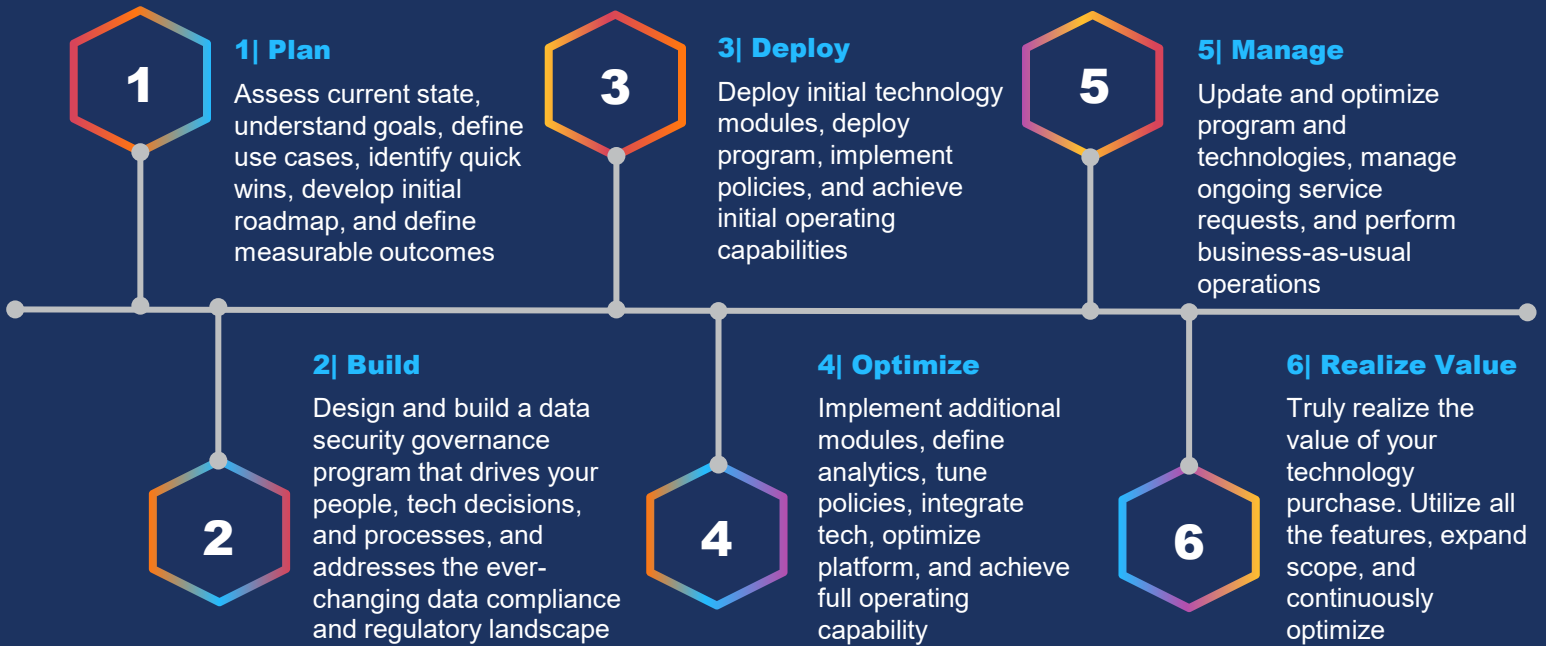 1
1| Plan
Assess current state,
understand goals, define
use cases, identify quick
wins, develop initial
roadmap, and define
measurable outcomes
2
2| Build
Design and build a data
security governance
program that drives your
people, tech decisions,
and processes, and
addresses the ever-
changing data compliance
and regulatory landscape
3
3| Deploy
Deploy initial technology
modules, deploy
program, implement
policies, and achieve
initial operating
capabilities
4
4| Optimize
Implement additional
modules, define
analytics, tune
policies, integrate
tech, optimize
platform, and achieve
full operating
capability
5
5| Manage
Update and optimize
program and
technologies, manage
ongoing service
requests, and perform
business-as-usual
operations
6
6| Realize Value
Truly realize the
value of your
technology
purchase. Utilize all
the features, expand
scope, and
continuously
optimize